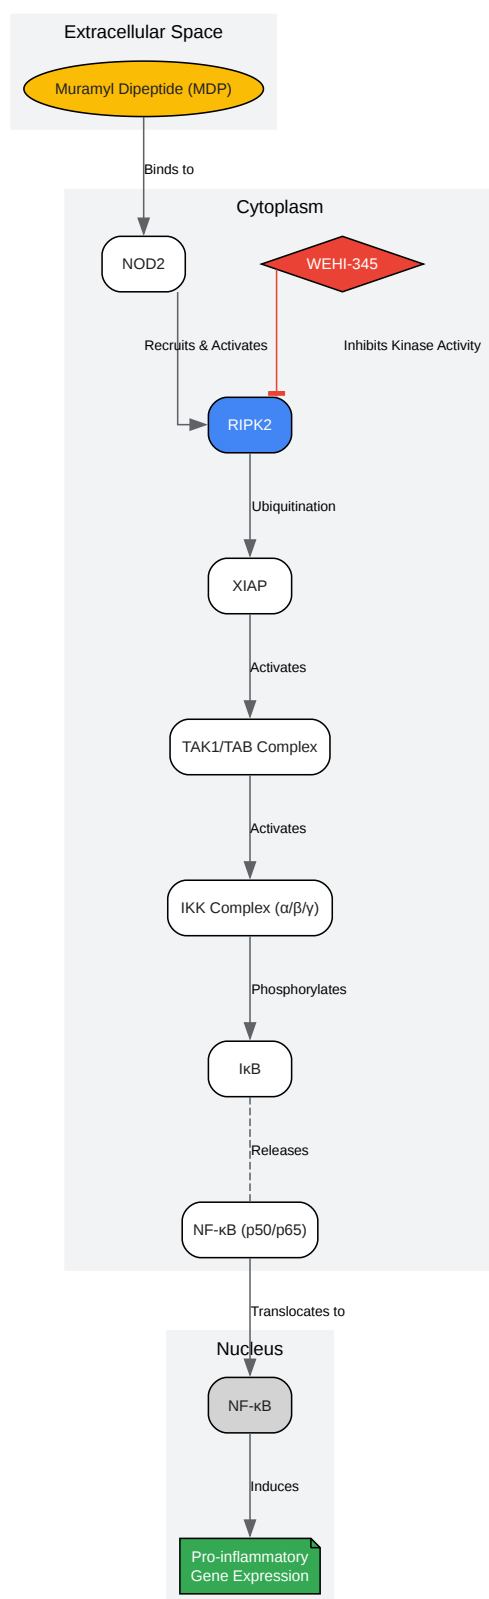 Extracellular Space
Muramyl Dipeptide (MDP)
Binds to
Cytoplasm
NOD2
WEHI-345
Recruits & Activates
Inhibits Kinase Activity
RIPK2
Ubiquitination
XIAP
Activates
TAK1/TAB Complex
Activates
IKK Complex (α/β/γ)
Phosphorylates
IκB
Releases
NF-κB (p50/p65)
Translocates to
Nucleus
NF-κB
Induces
Pro-inflammatory
Gene Expression